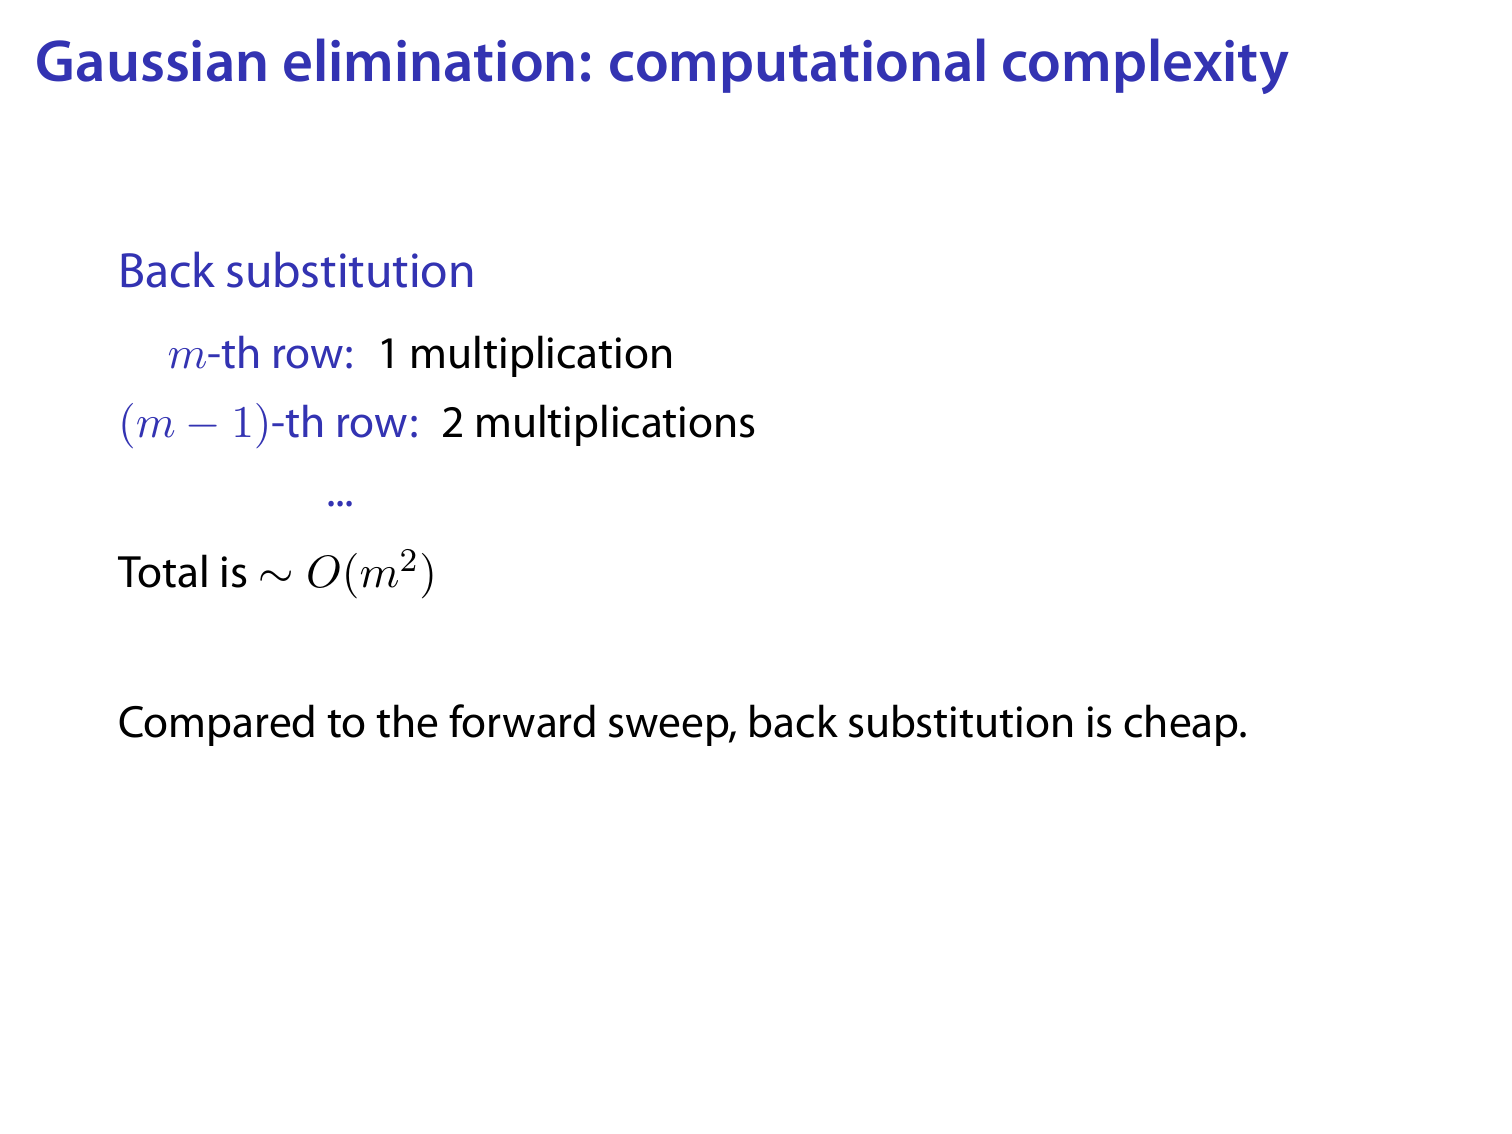 Gaussian elimination: computational complexity
Back substitution
m-th row: 1 multiplication
(m − 1)-th row: 2 multiplications
...
Total is ∼ O(m²)
Compared to the forward sweep, back substitution is cheap.